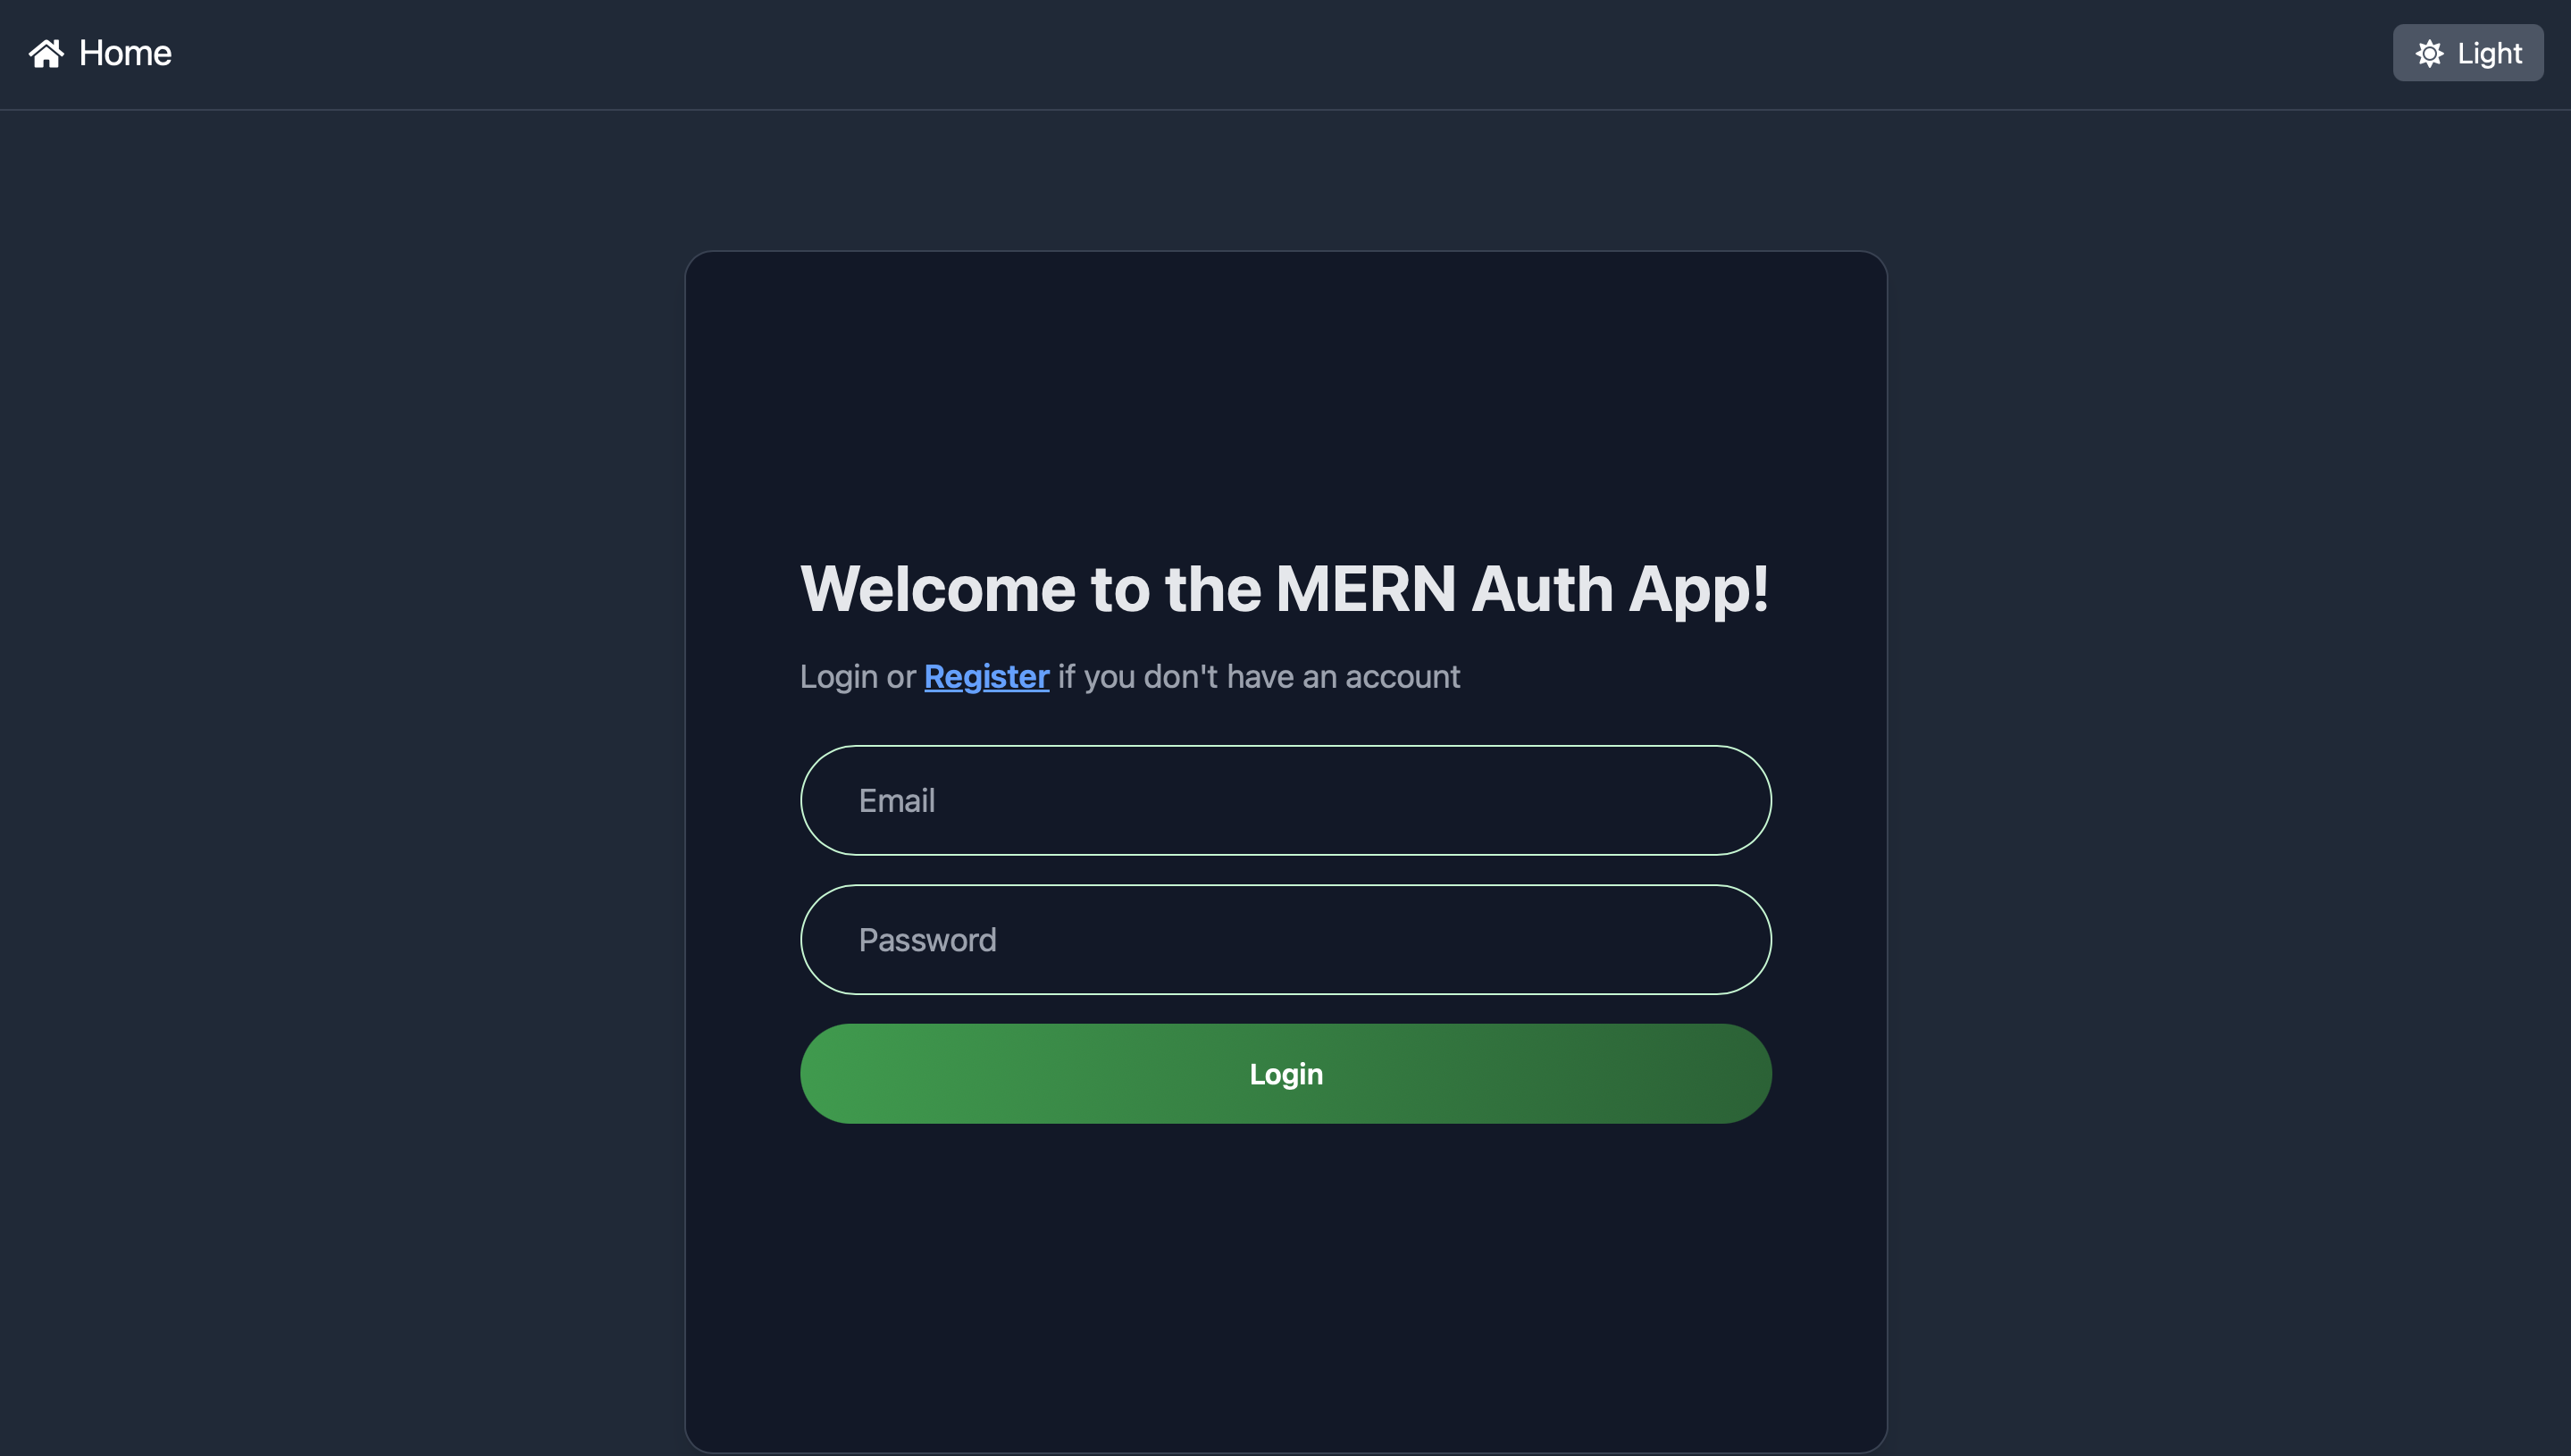 Home
Light
Welcome to the MERN Auth App!
Login or Register if you don't have an account
Email
Password
Login